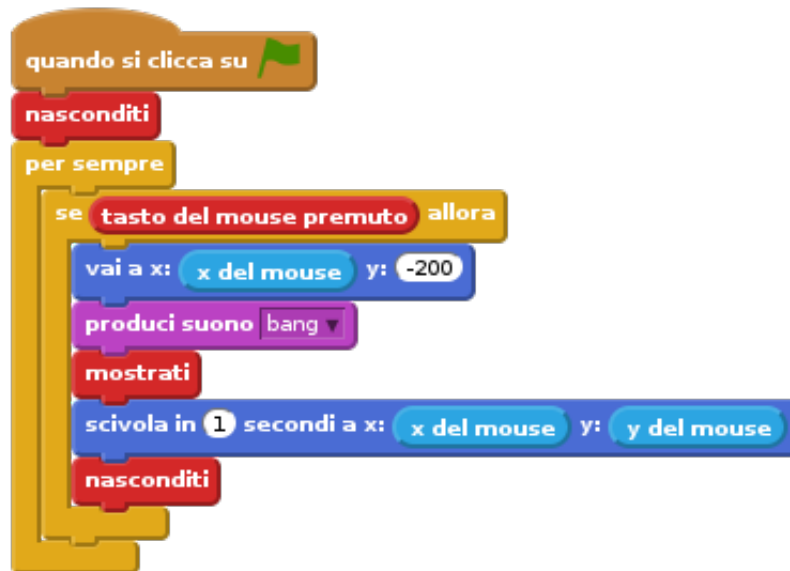 quando si clicca su
nasconditi
per sempre
se tasto del mouse premuto allora
vai a x: x del mouse y: -200
produci suono bang
mostrati
scivola in 1 secondi a x: x del mouse y: y del mouse
nasconditi